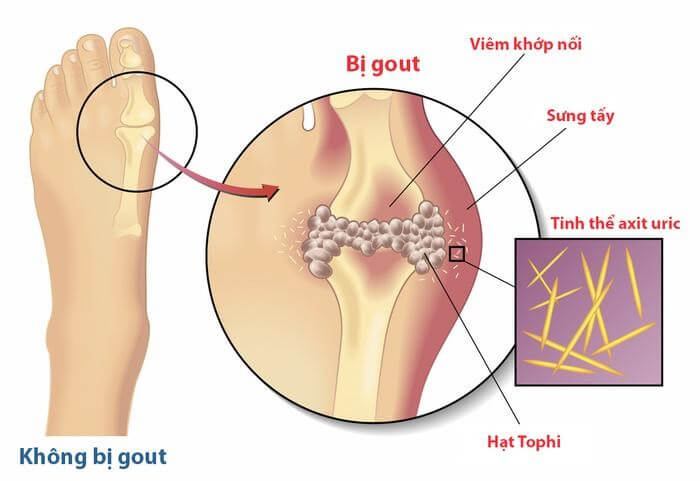 Viêm khớp nối
Bị gout
Sưng tấy
Tinh thể axit uric
Hạt Tophi
Không bị gout